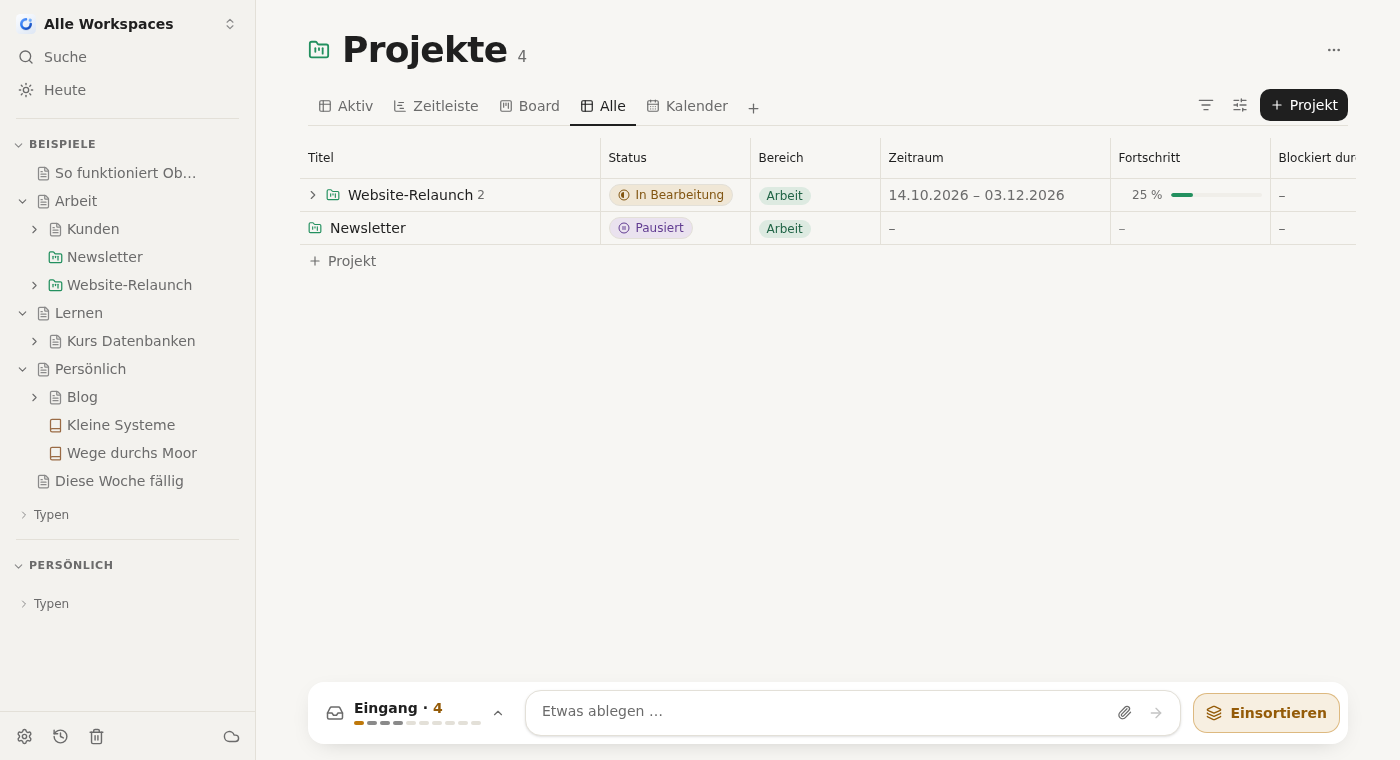 Alle Workspaces
Suche
Heute
BEISPIELE
So funktioniert Ob…
Arbeit
Kunden
Newsletter
Website-Relaunch
Lernen
Kurs Datenbanken
Persönlich
Blog
Kleine Systeme
Wege durchs Moor
Diese Woche fällig
Typen
PERSÖNLICH
Typen
Projekte 4
Aktiv Zeitleiste Board Alle Kalender
+ Projekt
Titel Status Bereich Zeitraum Fortschritt Blockiert dur
Website-Relaunch 2 In Bearbeitung Arbeit 14.10.2026 – 03.12.2026 25 % –
Newsletter Pausiert Arbeit – – –
+ Projekt
Eingang · 4
Etwas ablegen …
Einsortieren